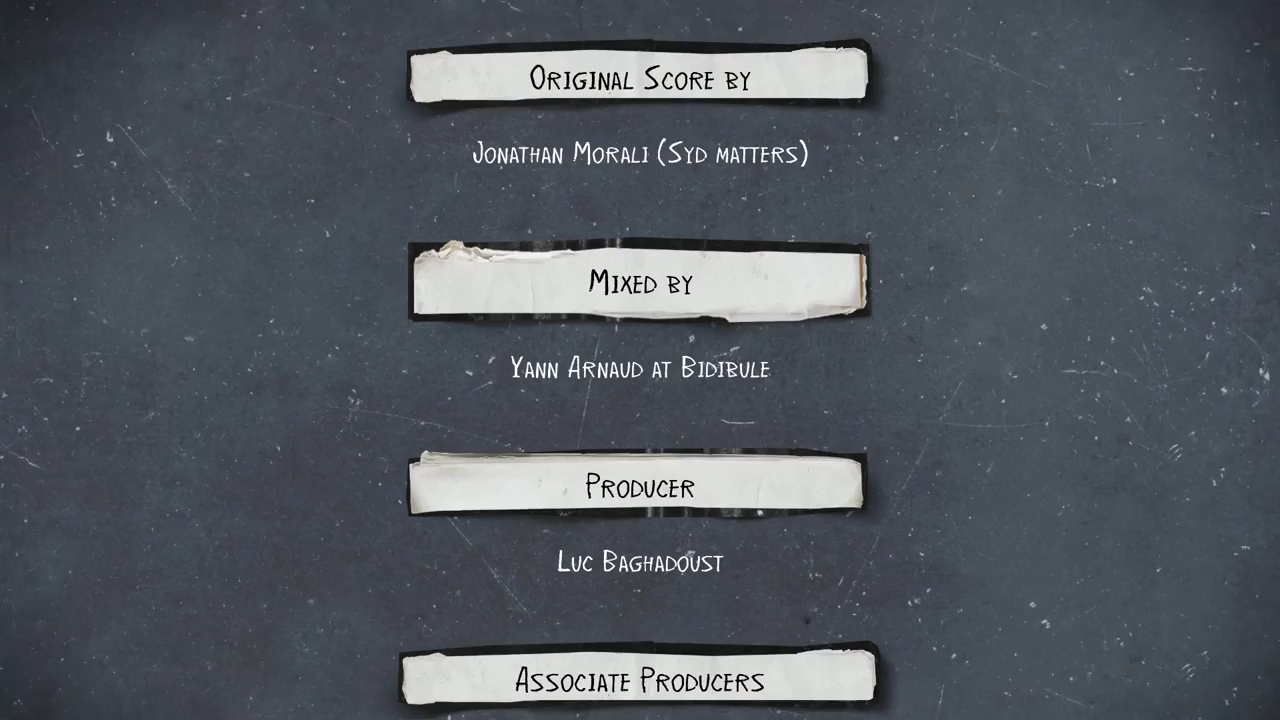 Original Score by
Jonathan Morali (Syd matters)
Mixed by
Yann Arnaud at Bidibule
Producer
Luc Baghadoust
Associate Producers